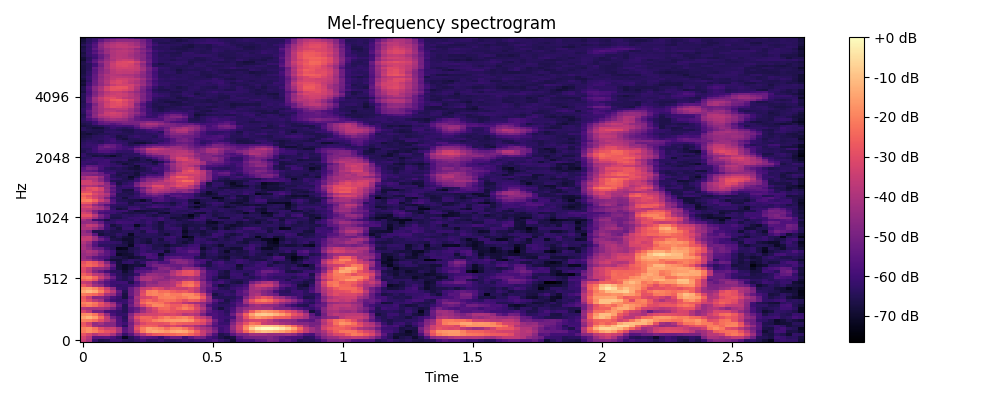 Mel-frequency spectrogram
Hz
4096
2048
1024
512
0
0
0.5
1
1.5
2
2.5
Time
+0 dB
-10 dB
-20 dB
-30 dB
-40 dB
-50 dB
-60 dB
-70 dB